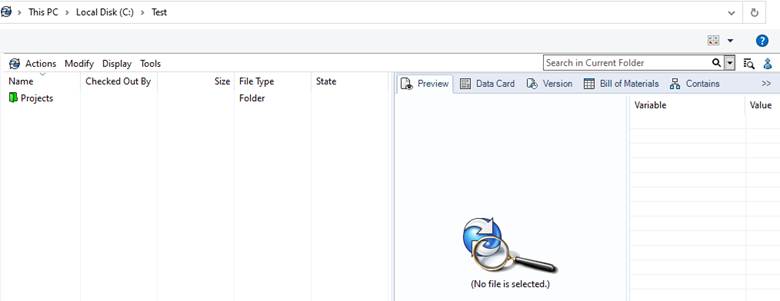 This PC > Local Disk (C:) > Test
Actions Modify Display Tools
Search in Current Folder
Name Checked Out By Size File Type State
Projects Folder
Preview Data Card Version Bill of Materials Contains >>
Variable Value
(No file is selected.)